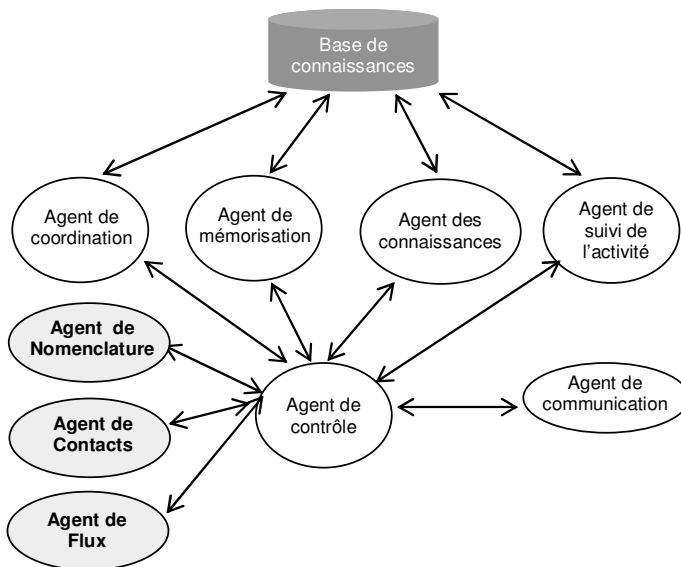 Base de
connaissances
Agent de
coordination
Agent de
mémorisation
Agent des
connaissances
Agent de
suivi de
l'activité
Agent de
Nomenclature
Agent de
Contacts
Agent de
Flux
Agent de
contrôle
Agent de
communication